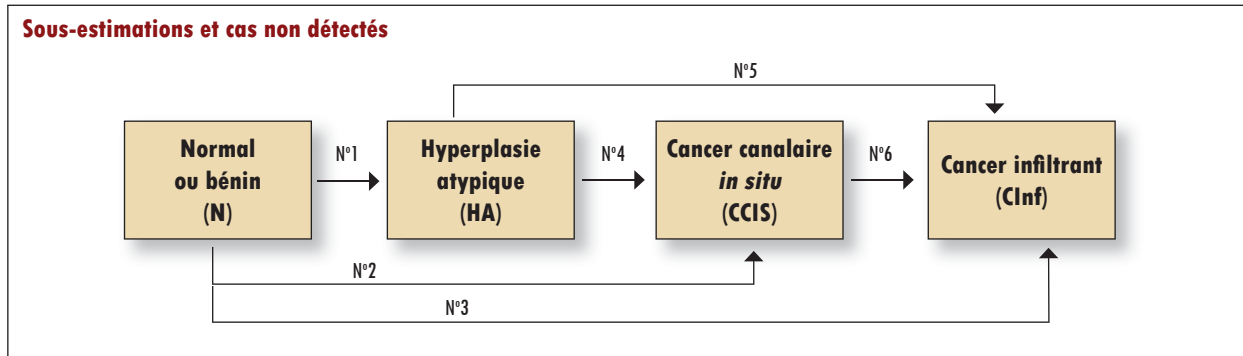 Sous-estimations et cas non détectés
N°5
Normal
ou bénin
(N)
N°1
Hyperplasie
atypique
(HA)
N°4
Cancer canalaire
in situ
(CCIS)
N°6
Cancer infiltrant
(CInf)
N°2
N°3